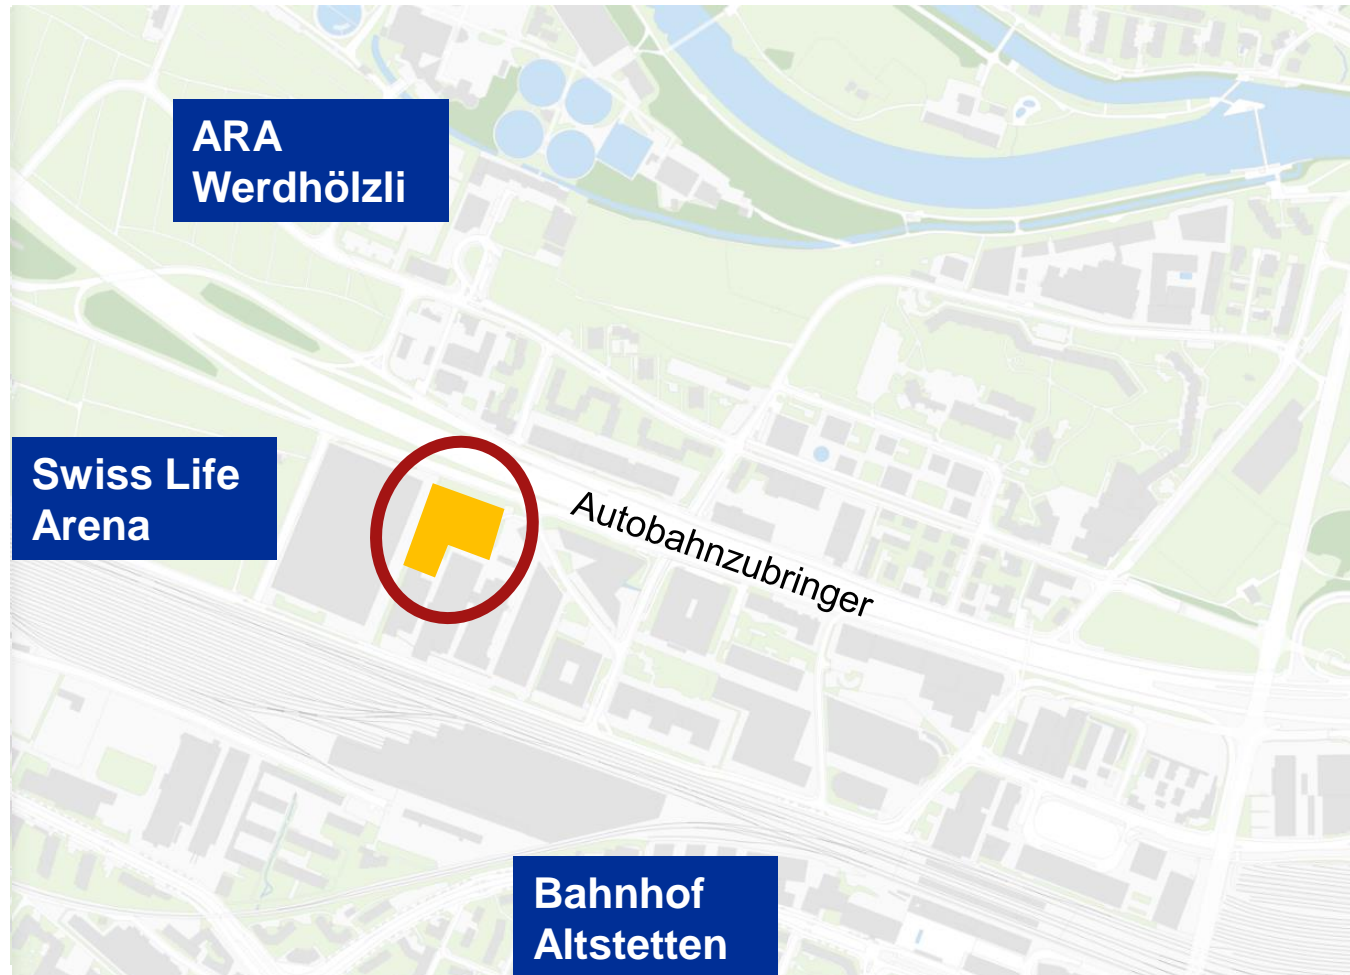 ARA
Werdhölzli
Swiss Life
Arena
Autobahnzubringer
Bahnhof
Altstetten